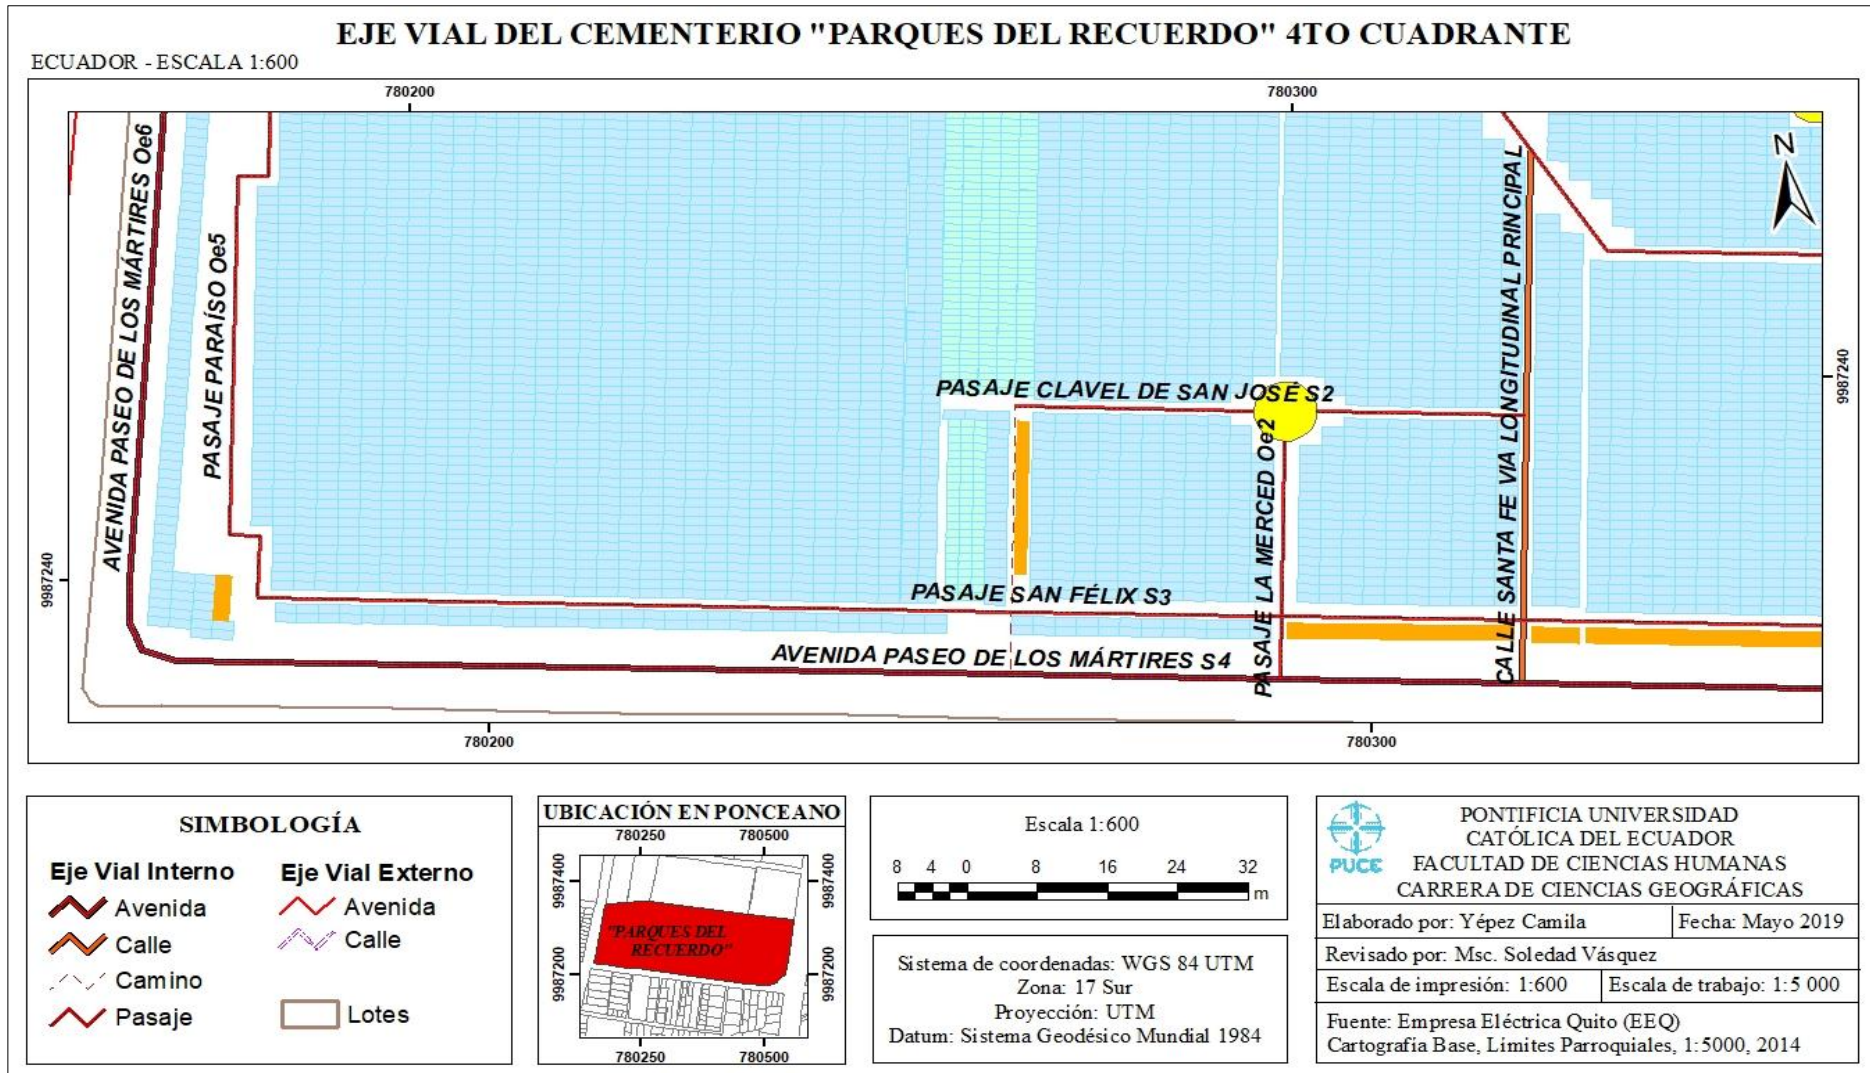 EJE VIAL DEL CEMENTERIO "PARQUES DEL RECUERDO" 4TO CUADRANTE
ECUADOR - ESCALA 1:600
780200
780300
N
AVENIDA PASEO DE LOS MÁRTIRES Oe6
PASAJE PARAÍSO Oe5
PASAJE CLAVEL DE SAN JOSÉ S2
PASAJE LA MERCED Oe2
CALLE SANTA FE VIA LONGITUDINAL PRINCIPAL
9987240
9987240
PASAJE SAN FÉLIX S3
AVENIDA PASEO DE LOS MÁRTIRES S4
780200
780300
SIMBOLOGÍA
Eje Vial Interno
Avenida
Calle
Camino
Pasaje
Eje Vial Externo
Avenida
Calle
Lotes
UBICACIÓN EN PONCEANO
780250
780500
9987400
9987400
"PARQUES DEL
RECUERDO"
9987200
9987200
780250
780500
Escala 1:600
8 4 0 8 16 24 32
m
Sistema de coordenadas: WGS 84 UTM
Zona: 17 Sur
Proyección: UTM
Datum: Sistema Geodésico Mundial 1984
PUCE
PONTIFICIA UNIVERSIDAD
CATÓLICA DEL ECUADOR
FACULTAD DE CIENCIAS HUMANAS
CARRERA DE CIENCIAS GEOGRÁFICAS
Elaborado por: Yépez Camila
Fecha: Mayo 2019
Revisado por: Msc. Soledad Vásquez
Escala de impresión: 1:600
Escala de trabajo: 1:5 000
Fuente: Empresa Eléctrica Quito (EEQ)
Cartografía Base, Límites Parroquiales, 1:5000, 2014